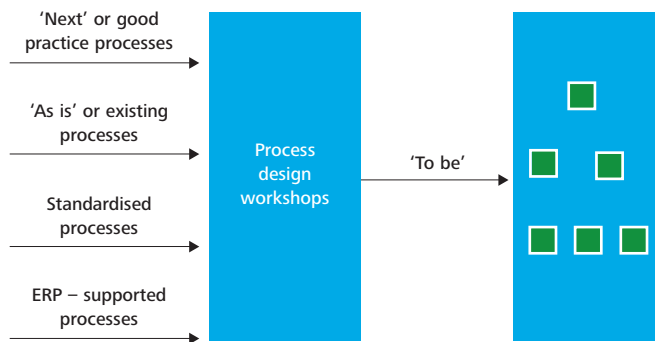 ‘Next’ or good
practice processes
‘As is’ or existing
processes
Standardised
processes
ERP – supported
processes
Process
design
workshops
‘To be’